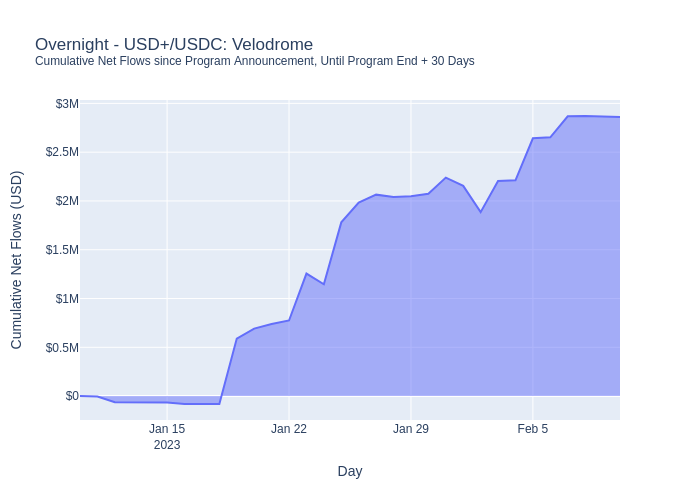 Overnight - USD+/USDC: Velodrome
Cumulative Net Flows since Program Announcement, Until Program End + 30 Days
Cumulative Net Flows (USD)
$3M
$2.5M
$2M
$1.5M
$1M
$0.5M
$0
Jan 15
2023
Jan 22
Jan 29
Feb 5
Day